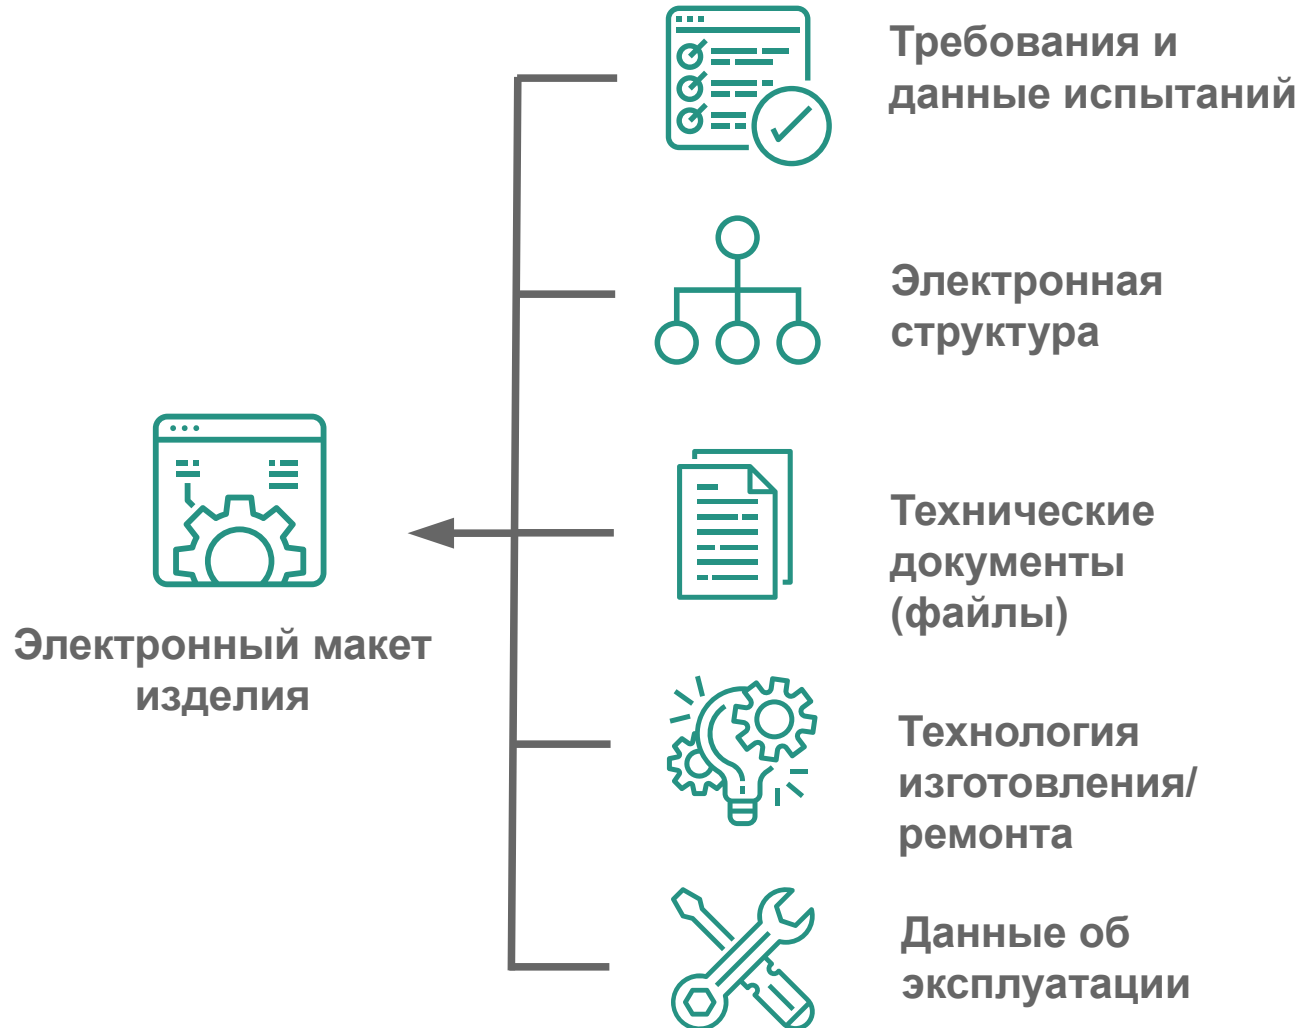 Требования и
данные испытаний
Электронная
структура
Технические
документы
(файлы)
Электронный макет
изделия
Технология
изготовления/
ремонта
Данные об
эксплуатации